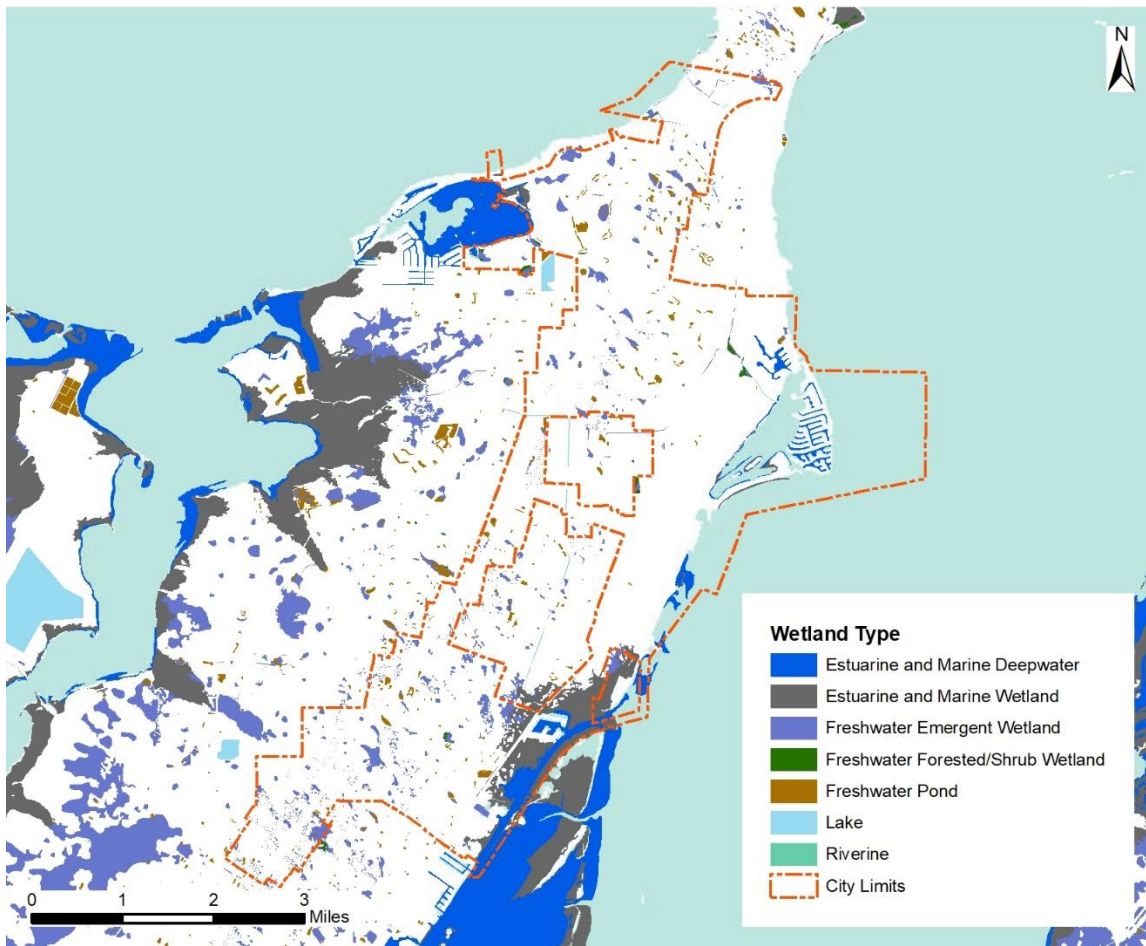 N
Wetland Type
Estuarine and Marine Deepwater
Estuarine and Marine Wetland
Freshwater Emergent Wetland
Freshwater Forested/Shrub Wetland
Freshwater Pond
Lake
Riverine
City Limits
0 1 2 3
Miles